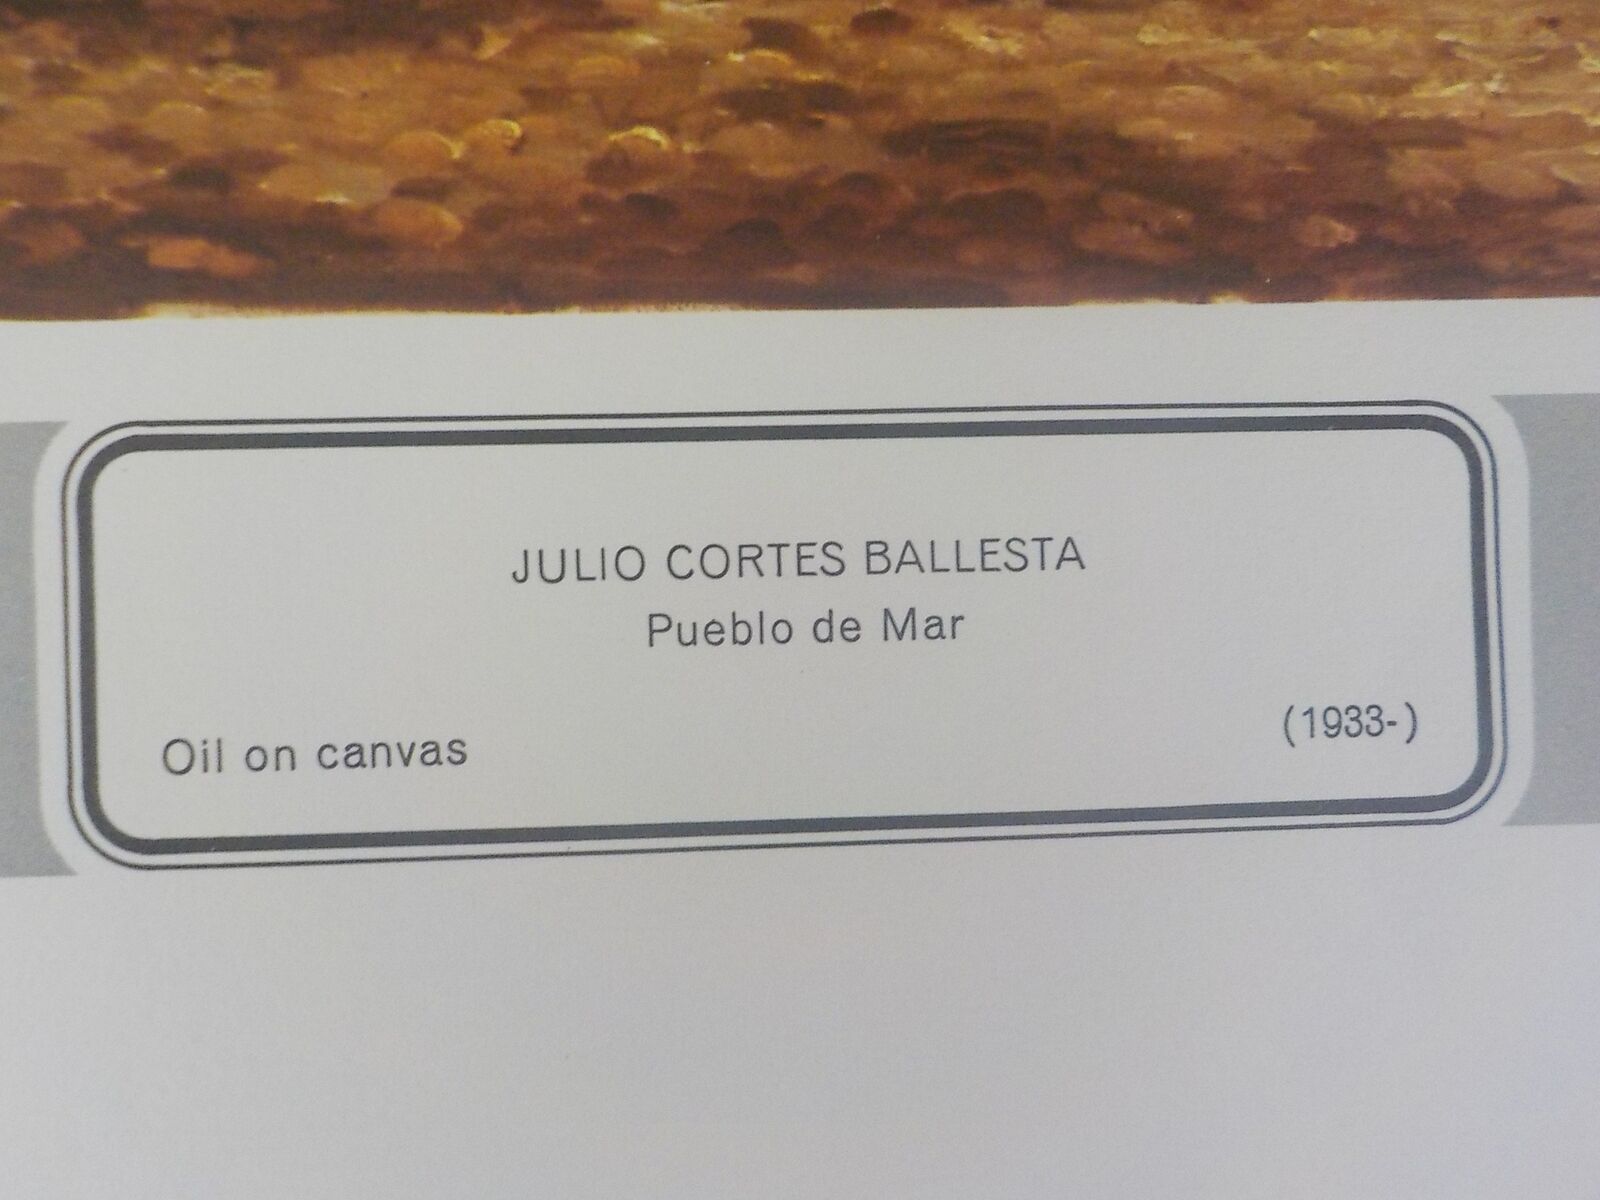 JULIO CORTES BALLESTA
Pueblo de Mar
Oil on canvas
(1933-)